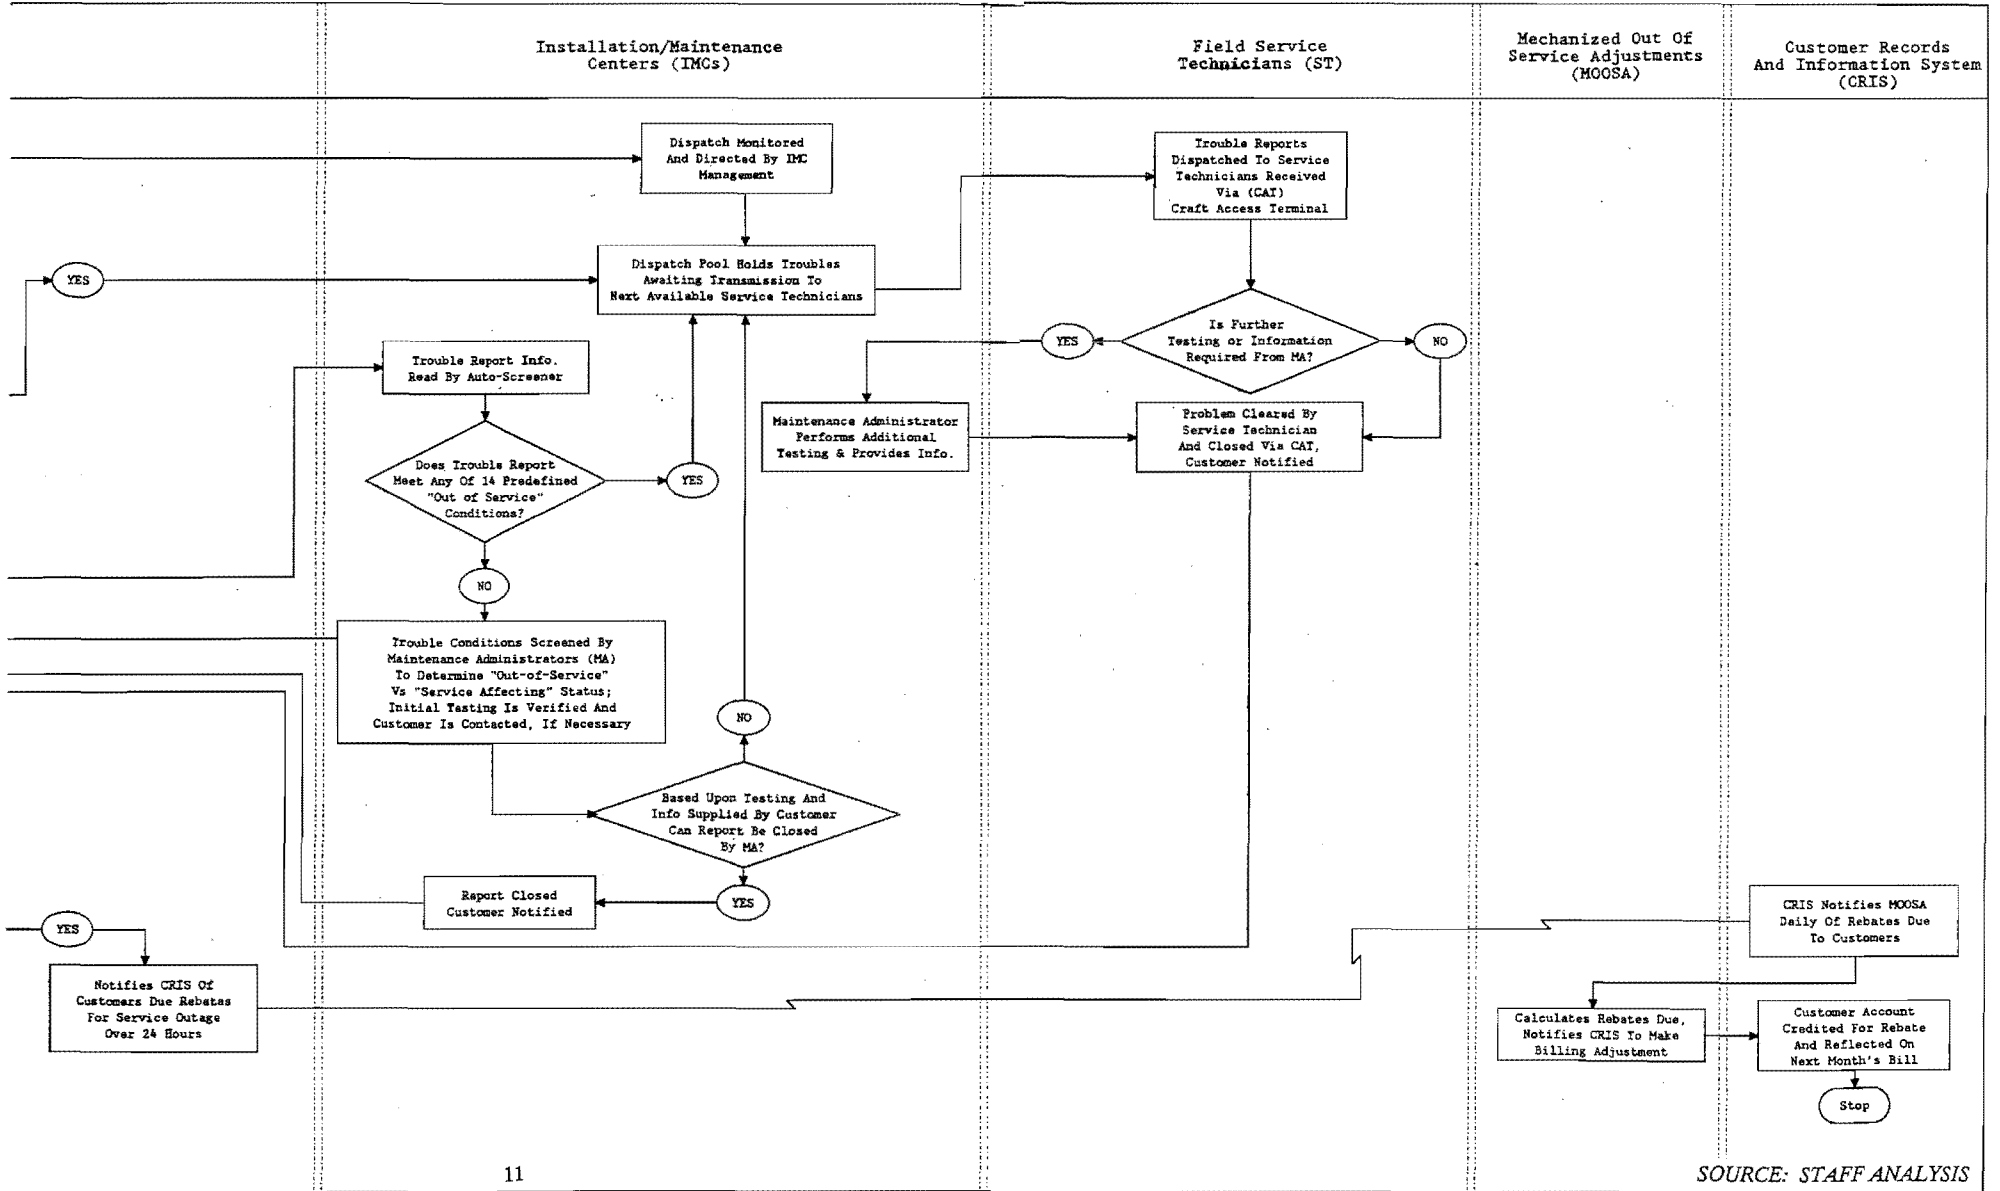 Installation/Maintenance
Centers (IMCs)
Field Service
Technicians (ST)
Mechanized Out Of
Service Adjustments
(MOOSA)
Customer Records
And Information System
(CRIS)
Dispatch Monitored
And Directed By IMC
Management
Trouble Reports
Dispatched To Service
Technicians Received
Via (CAT)
Craft Access Terminal
YES
Dispatch Pool Holds Troubles
Awaiting Transmission To
Next Available Service Technicians
Is Further
Testing or Information
Required From MA?
YES
NO
Trouble Report Info.
Read By Auto-Screener
Maintenance Administrator
Performs Additional
Testing & Provides Info.
Problem Cleared By
Service Technician
And Closed Via CAT,
Customer Notified
Does Trouble Report
Meet Any Of 14 Predefined
"Out of Service"
Conditions?
YES
NO
Trouble Conditions Screened By
Maintenance Administrators (MA)
To Determine "Out-of-Service"
Vs "Service Affecting" Status;
Initial Testing Is Verified And
Customer Is Contacted, If Necessary
NO
Based Upon Testing And
Info Supplied By Customer
Can Report Be Closed
By MA?
YES
Report Closed
Customer Notified
YES
Notifies CRIS Of
Customers Due Rebates
For Service Outage
Over 24 Hours
CRIS Notifies MOOSA
Daily Of Rebates Due
To Customers
Calculates Rebates Due,
Notifies CRIS To Make
Billing Adjustment
Customer Account
Credited For Rebate
And Reflected On
Next Month's Bill
Stop
11
SOURCE: STAFF ANALYSIS